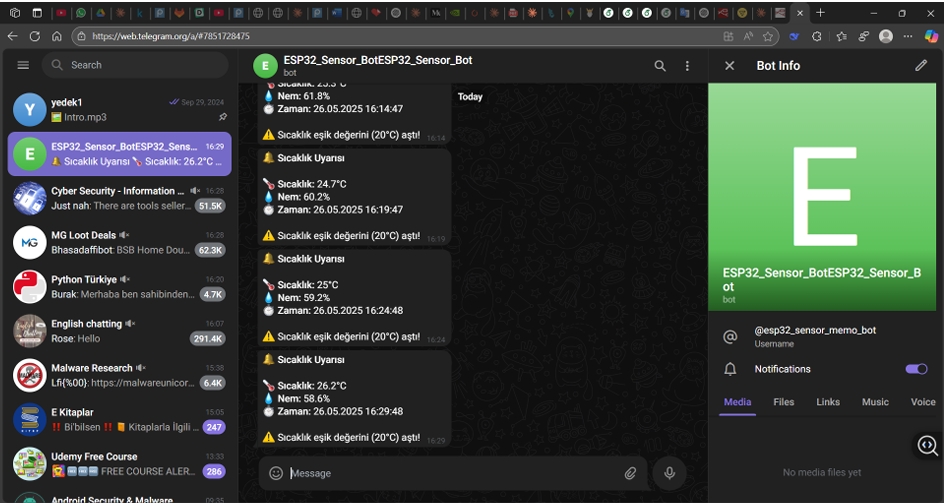 https://web.telegram.org/a/#7851728475
Search
yedek1
Sep 29, 2024
Intro.mp3
ESP32_Sensor_BotESP32_Sens...
16:29
🔔 Sıcaklık Uyarısı 🌡️ Sıcaklık: 26.2°C ...
Cyber Security - Information ...
16:28
Just nah: There are tools seller...
51.5K
MG Loot Deals
16:28
Bhasadaffibot: BSB Home Dou...
62.3K
Python Türkiye
16:20
Burak: Merhaba ben sahibinden...
4.7K
English chatting
16:07
Rose: Hello
291.4K
Malware Research
15:38
Lfi{%00}: https://malwareunicor...
6.4K
E Kitaplar
15:05
‼️ Bi'bilsen ‼️ 📙 Kitaplarla İlgili ...
247
Udemy Free Course
13:33
FREE COURSE ALER...
286
Android Security & Malware
09:35
E
ESP32_Sensor_BotESP32_Sensor_Bot
bot
Today
🌡️ Sıcaklık: 25.3°C
💧 Nem: 61.8%
🕒 Zaman: 26.05.2025 16:14:47
⚠️ Sıcaklık eşik değerini (20°C) aştı!
16:14
🔔 Sıcaklık Uyarısı
🌡️ Sıcaklık: 24.7°C
💧 Nem: 60.2%
🕒 Zaman: 26.05.2025 16:19:47
⚠️ Sıcaklık eşik değerini (20°C) aştı!
16:19
🔔 Sıcaklık Uyarısı
🌡️ Sıcaklık: 25°C
💧 Nem: 59.2%
🕒 Zaman: 26.05.2025 16:24:48
⚠️ Sıcaklık eşik değerini (20°C) aştı!
16:24
🔔 Sıcaklık Uyarısı
🌡️ Sıcaklık: 26.2°C
💧 Nem: 58.6%
🕒 Zaman: 26.05.2025 16:29:48
⚠️ Sıcaklık eşik değerini (20°C) aştı!
16:29
Message
Bot Info
E
ESP32_Sensor_BotESP32_Sensor_B
ot
bot
@esp32_sensor_memo_bot
Username
Notifications
Media
Files
Links
Music
Voice
No media files yet